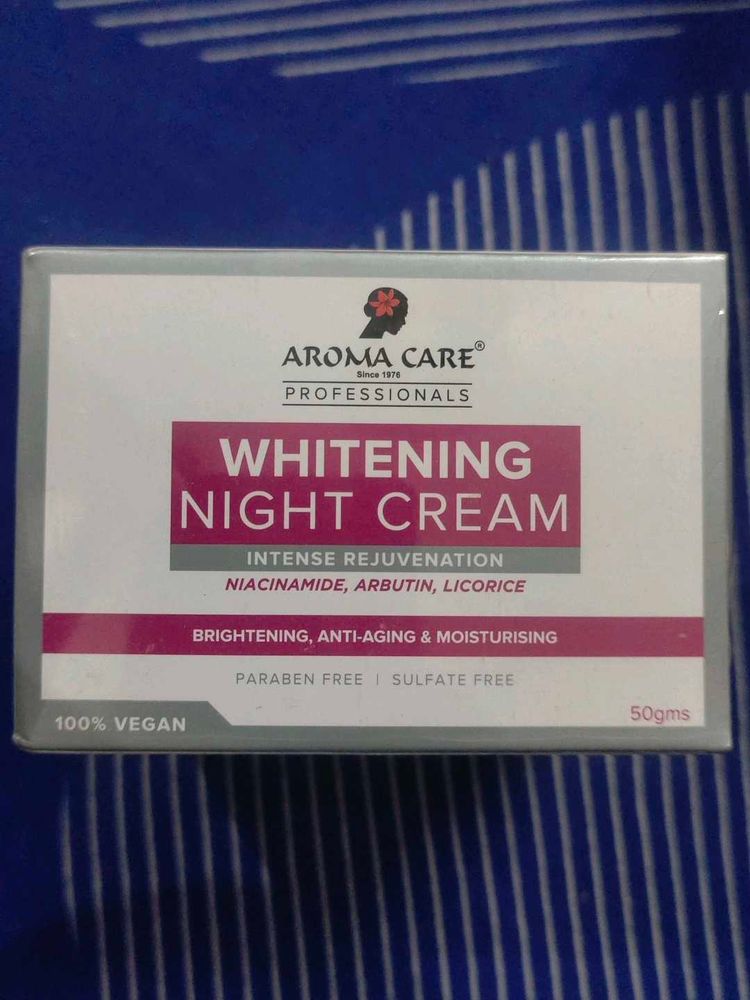 AROMA CARE®
Since 1976
PROFESSIONALS
WHITENING
NIGHT CREAM
INTENSE REJUVENATION
NIACINAMIDE, ARBUTIN, LICORICE
BRIGHTENING, ANTI-AGING & MOISTURISING
PARABEN FREE | SULFATE FREE
100% VEGAN
50gms